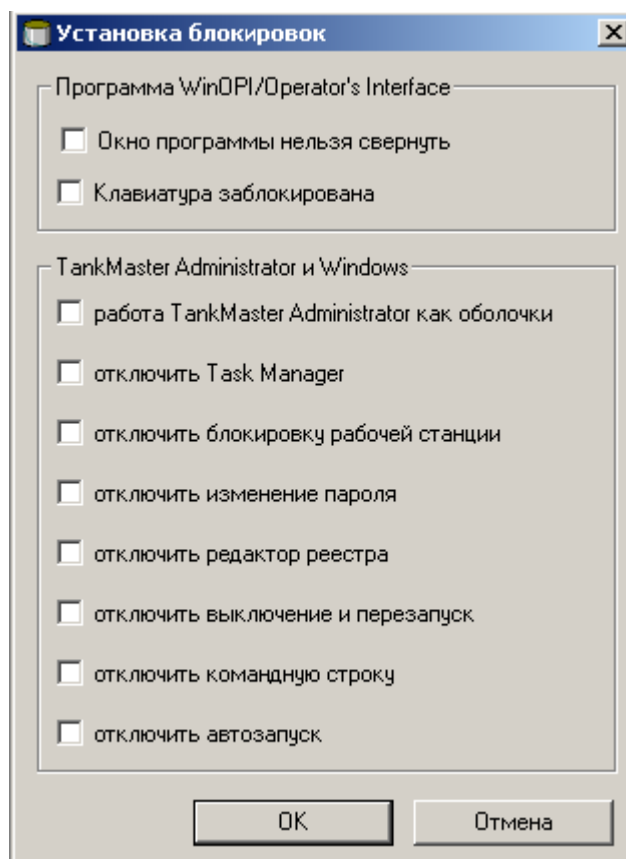 Установка блокировок
Программа WinOPI/Operator's Interface
Окно программы нельзя свернуть
Клавиатура заблокирована
TankMaster Administrator и Windows
работа TankMaster Administrator как оболочки
отключить Task Manager
отключить блокировку рабочей станции
отключить изменение пароля
отключить редактор реестра
отключить выключение и перезапуск
отключить командную строку
отключить автозапуск
OK
Отмена